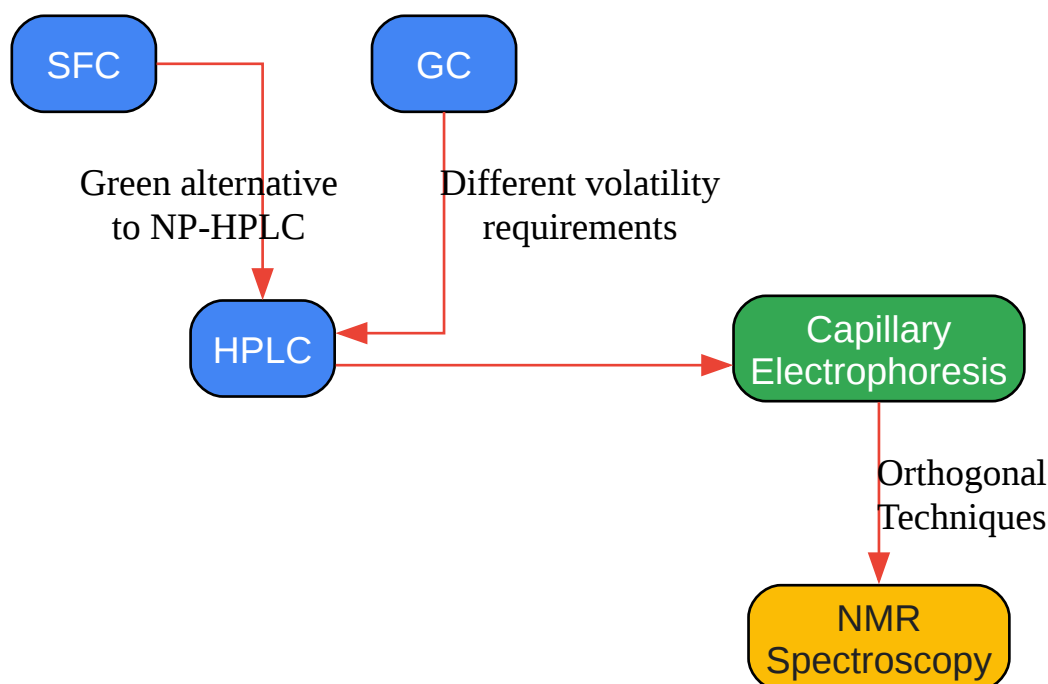 SFC
GC
Green alternative
to NP-HPLC
Different volatility
requirements
HPLC
Capillary
Electrophoresis
Orthogonal
Techniques
NMR
Spectroscopy